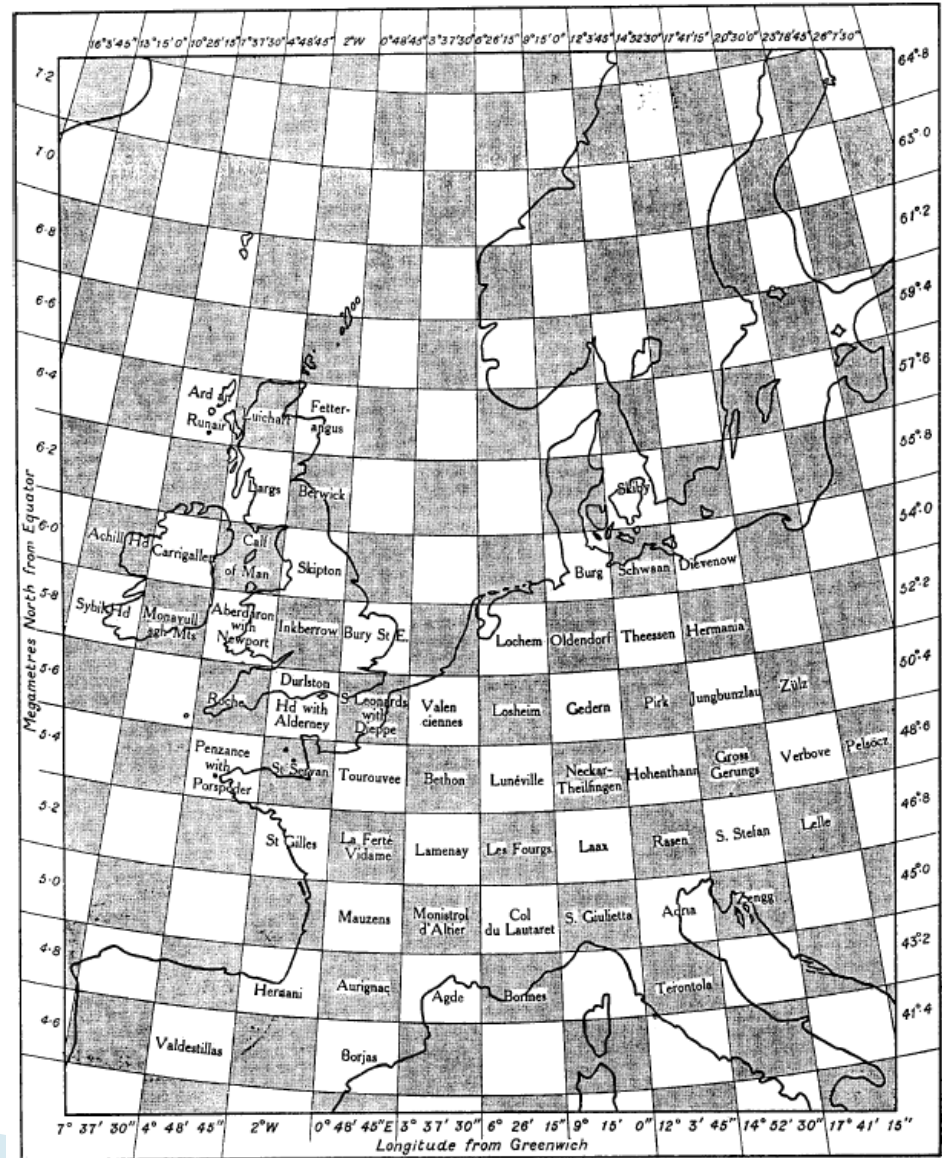 16°3'45" 13°15'0" 10°26'15" 7°37'30" 4°48'45" 2°W 0°48'45" 3°37'30" 6°26'15" 9°15'0" 12°3'45" 14°52'30" 17°41'15" 20°30'0" 23°18'45" 26°7'30"
64°·8
7·2
63°·0
7·0
61°·2
6·8
59°·4
6·6
57°·6
6·4
Ard
Runair
Luichart
Fetter-
angus
55°·8
6·2
Largs
Berwick
Skiby
54°·0
6·0
Achill Hd
Carrigallen
Calf
of Man
Skipton
Burg
Schwaan
Dievenow
52°·2
5·8
Sybil Hd
Monavull
agh Mts
Aberdaron
with
Newport
Inkberrow
Bury St E.
Lochem
Oldendorf
Theessen
Hermania
50°·4
5·6
Roche
Durlston
Hd with
Alderney
St Leonards
with
Dieppe
Valen
ciennes
Losheim
Gedern
Pirk
Jungbunzlau
Zülz
48°·6
5·4
Penzance
with
Porspoder
St Servan
Tourouvee
Bethon
Lunéville
Neckar-
Theilfingen
Hohenthann
Gross
Gerungs
Verbove
Pelsöcz
46°·8
5·2
St Gilles
La Ferté
Vidame
Lamenay
Les Fourgs
Laax
Rasen
S. Stefan
Lelle
45°·0
5·0
Mauzens
Monistrol
d'Altier
Col
du Lautaret
S. Giulietta
Adria
Zengg
43°·2
4·8
Hernani
Aurignac
Agde
Bormes
Terontola
41°·4
4·6
Valdestillas
Borjas
Megametres North from Equator
7° 37' 30" 4° 48' 45" 2°W 0° 48' 45"E 3° 37' 30" 6° 26' 15" 9° 15' 0" 12° 3' 45" 14° 52' 30" 17° 41' 15"
Longitude from Greenwich